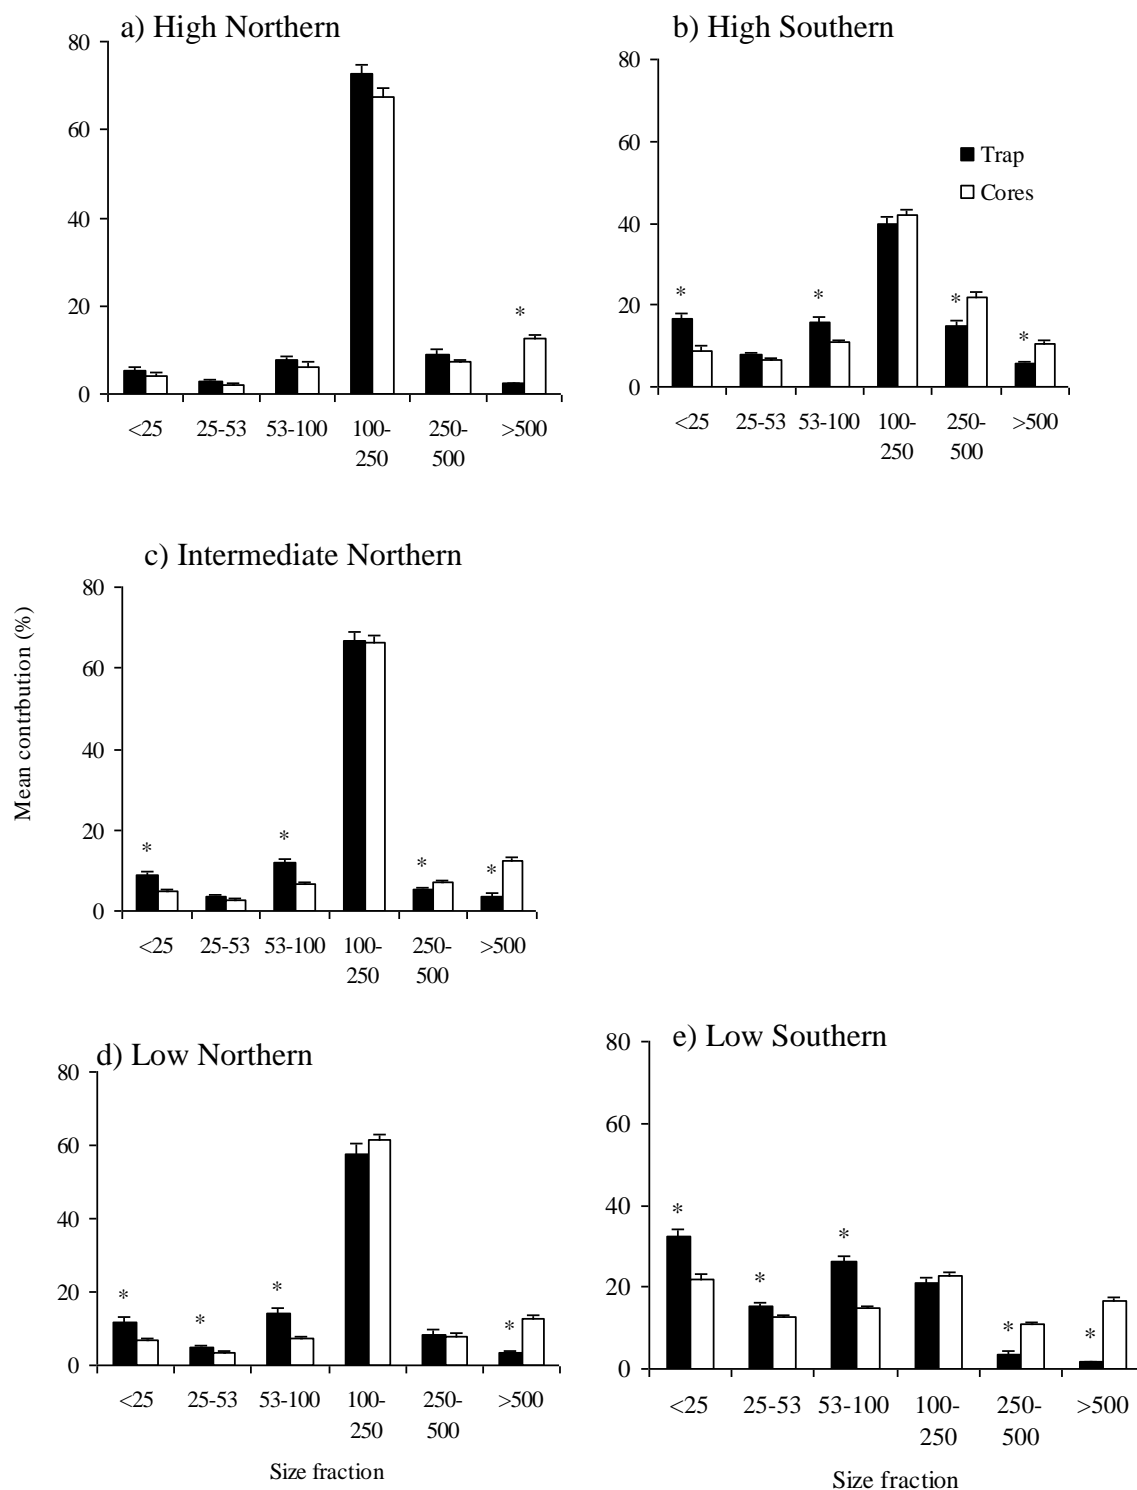 a) High Northern
80
60
40
20
0
*
<25 25-53 53-100 100- 250- >500
250 500
b) High Southern
80
60
40
20
0
Trap
Cores
* * * *
<25 25-53 53-100 100- 250- >500
250 500
c) Intermediate Northern
Mean contrbution (%)
80
60
40
20
0
* * * *
<25 25-53 53-100 100- 250- >500
250 500
d) Low Northern
80
60
40
20
0
* * * *
<25 25-53 53-100 100- 250- >500
250 500
Size fraction
e) Low Southern
80
60
40
20
0
* * * * *
<25 25-53 53-100 100- 250- >500
250 500
Size fraction